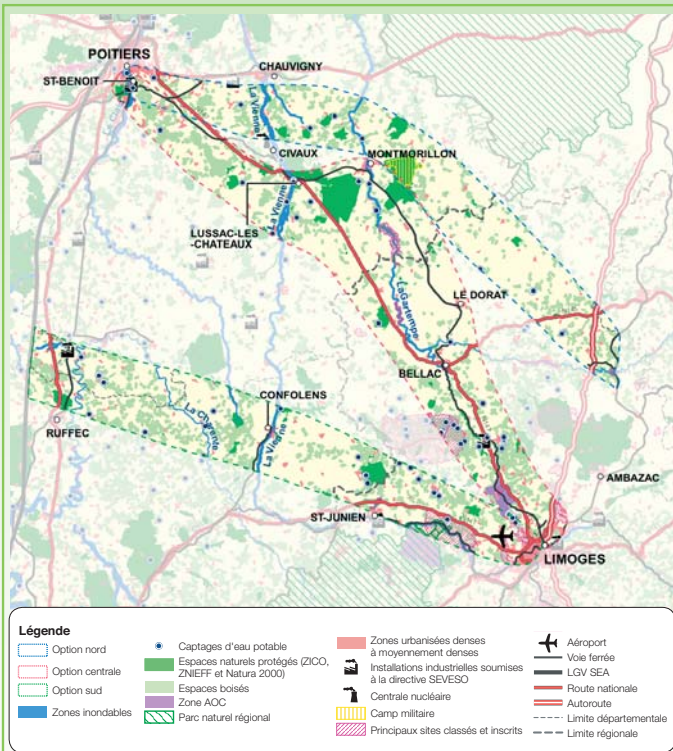 POITIERS
ST-BENOIT
CHAUVIGNY
La Vienne
CIVAUX
MONTMORILLON
La Vienne
LUSSAC-LES
-CHATEAUX
La Gartempe
LE DORAT
BELLAC
CONFOLENS
La Charente
La Vienne
RUFFEC
AMBAZAC
ST-JUNIEN
LIMOGES
Légende
Option nord
Option centrale
Option sud
Zones inondables
Captages d'eau potable
Espaces naturels protégés (ZICO,
ZNIEFF et Natura 2000)
Espaces boisés
Zone AOC
Parc naturel régional
Zones urbanisées denses
à moyennement denses
Installations industrielles soumises
à la directive SEVESO
Centrale nucléaire
Camp militaire
Principaux sites classés et inscrits
Aéroport
Voie ferrée
LGV SEA
Route nationale
Autoroute
Limite départementale
Limite régionale